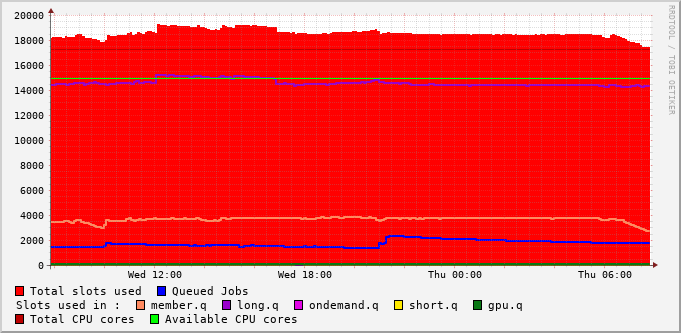 RRDTOOL / TOBI OETIKER
20000
18000
16000
14000
12000
10000
8000
6000
4000
2000
0
Wed 12:00 Wed 18:00 Thu 00:00 Thu 06:00
Total slots used Queued Jobs
Slots used in : member.q long.q ondemand.q short.q gpu.q
Total CPU cores Available CPU cores